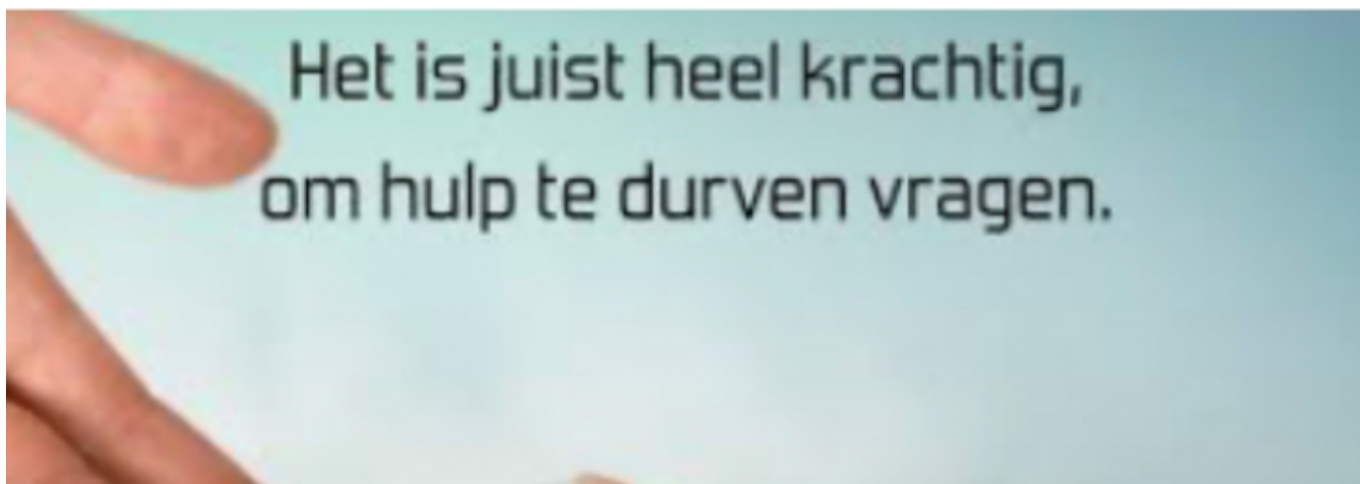 Het is juist heel krachtig,
om hulp te durven vragen.